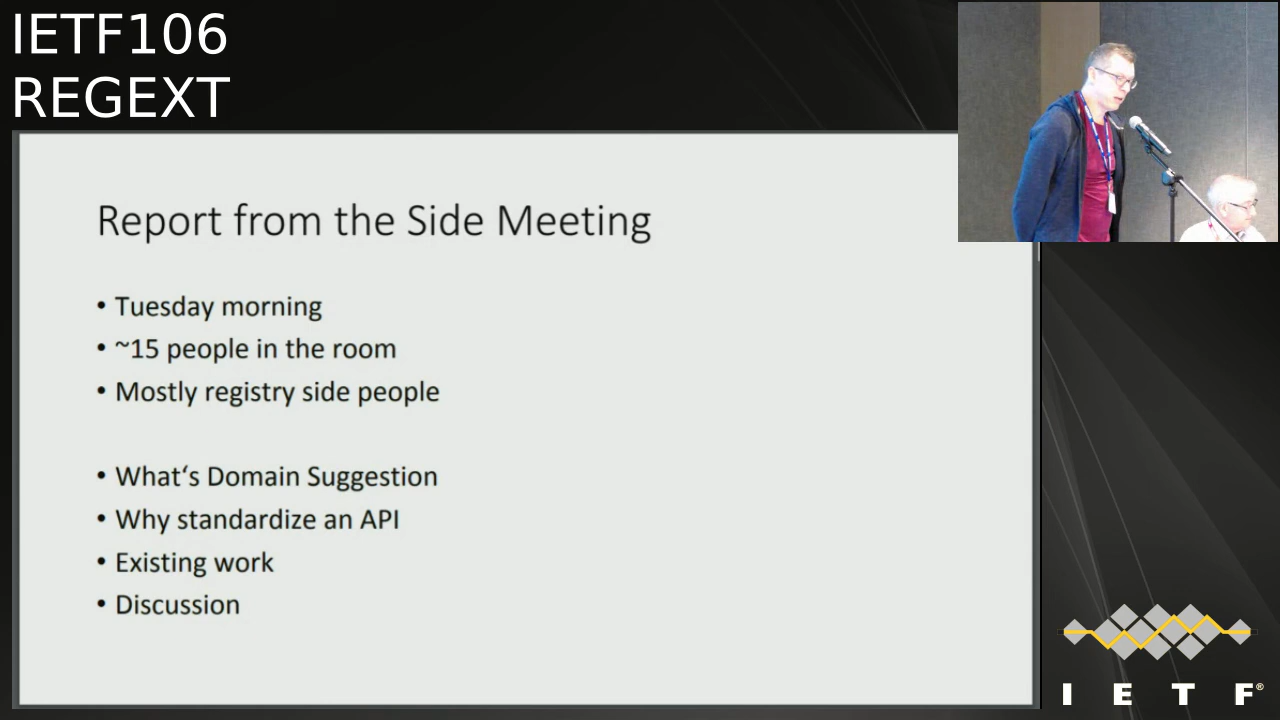 IETF106
REGEXT
Report from the Side Meeting
• Tuesday morning
• ~15 people in the room
• Mostly registry side people
• What‘s Domain Suggestion
• Why standardize an API
• Existing work
• Discussion
I E T F®